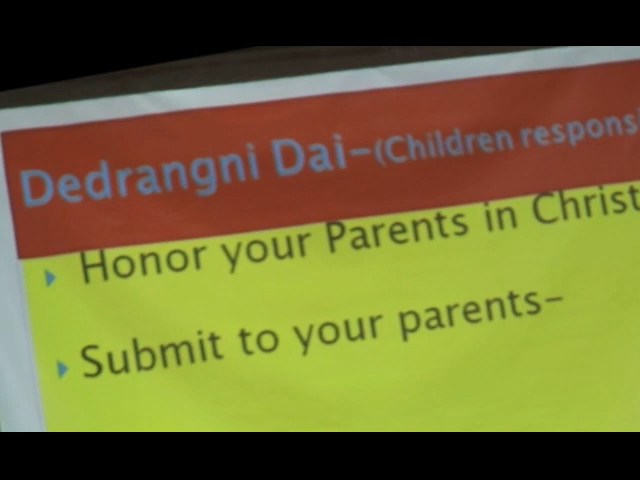 Dedrangni Dai-(Children respons
Honor your Parents in Christ
Submit to your parents-